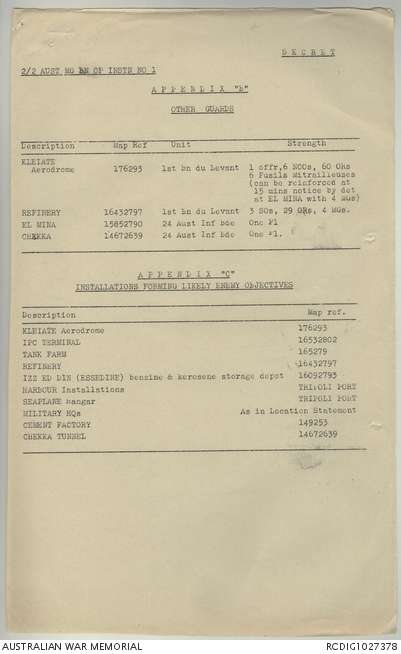 SECRET
2/2 AUST MG BN OP INSTN NO 1
APPENDIX "B"
OTHER GUARDS
Description Map Ref Unit Strength
KLEIATE Aerodrome 176293 1st Bn du Levant 1 offr, 6 NCOs, 60 ORs
6 Fusils Mitrailleuses
(can be reinforced at
15 mins notice by det
at EL MINA with 4 MGs)
REFINERY 16432797 1st Bn du Levant 3 SOs, 29 ORs, 4 MGs.
EL MINA 15852790 24 Aust Inf Bde One Pl
CHEKKA 14672639 24 Aust Inf Bde One Pl.
APPENDIX "C"
INSTALLATIONS FORMING LIKELY ENEMY OBJECTIVES
Description Map ref.
KLEIATE Aerodrome 176293
IPC TERMINAL 16532802
TANK FARM 165279
REFINERY 16432797
IZZ ED DIN (ESSEDINE) benzine & kerosene storage depot 16092793
HARBOUR Installations TRIPOLI PORT
SEAPLANE Hangar TRIPOLI PORT
MILITARY HQs As in Location Statement
CEMENT FACTORY 149253
CHEKKA TUNNEL 14672639
AUSTRALIAN WAR MEMORIAL RCDIG1027378